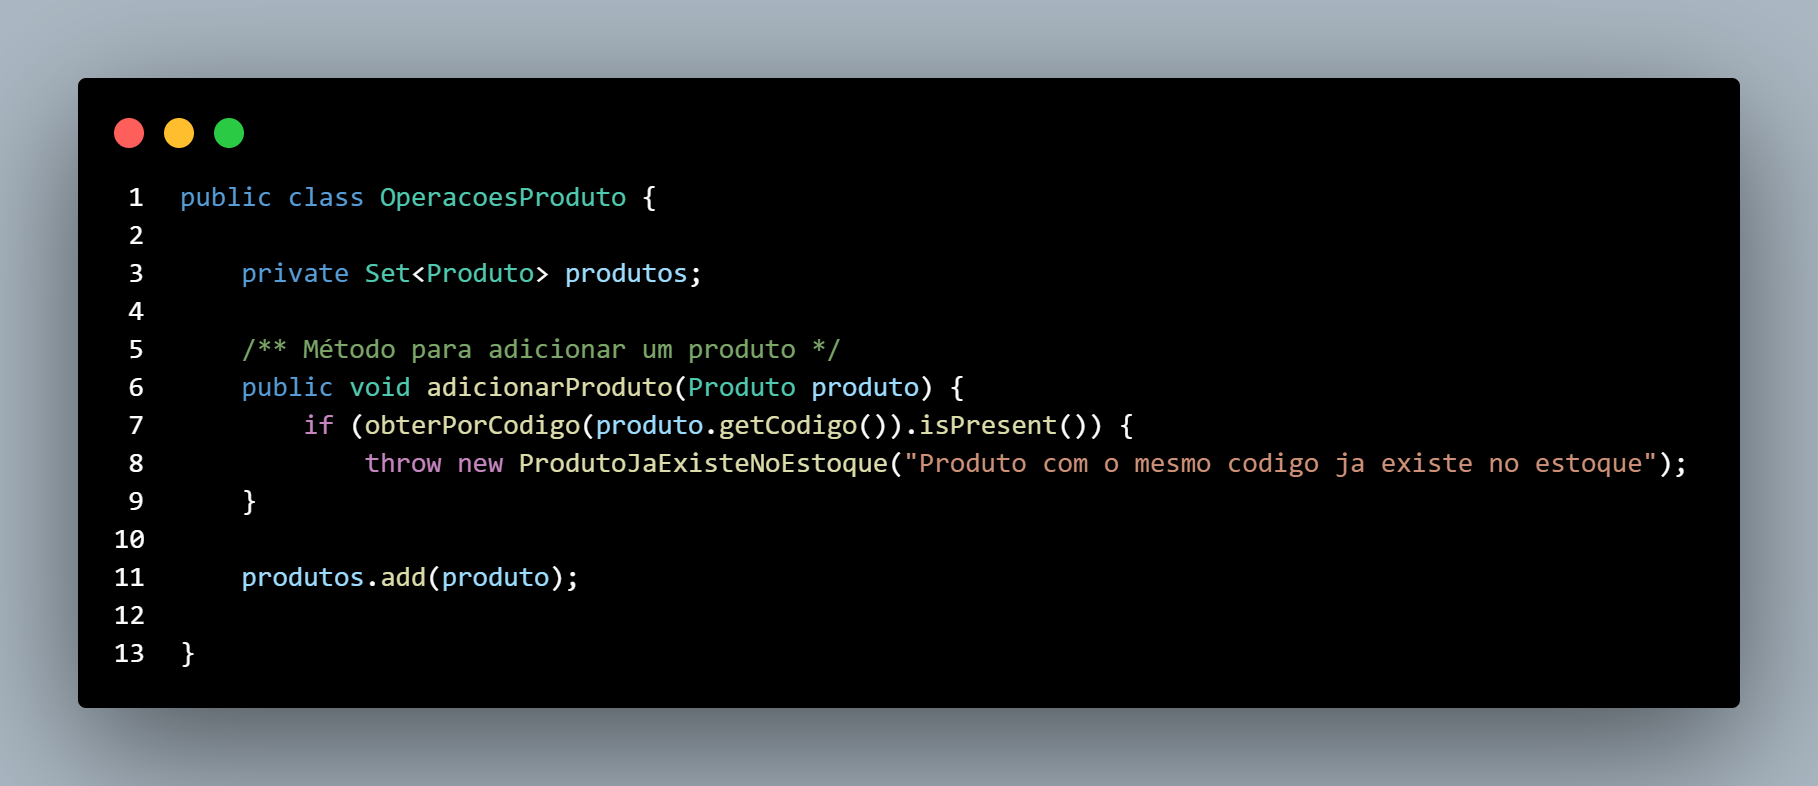 1 public class OperacoesProduto {
2
3     private Set<Produto> produtos;
4
5     /** Método para adicionar um produto */
6     public void adicionarProduto(Produto produto) {
7         if (obterPorCodigo(produto.getCodigo()).isPresent()) {
8             throw new ProdutoJaExisteNoEstoque("Produto com o mesmo codigo ja existe no estoque");
9     }
10
11     produtos.add(produto);
12
13 }